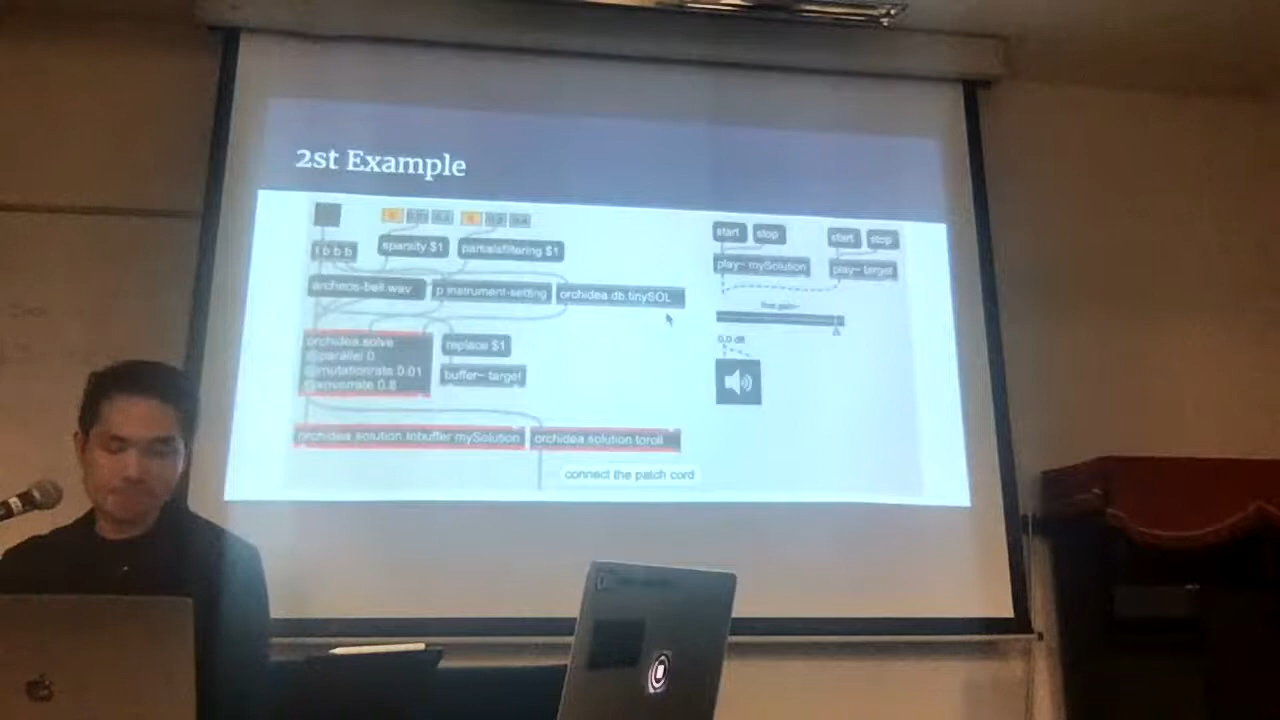 2st Example
start stop
start stop
t b b b
sparsity $1
partialsfiltering $1
play~ mySolution
play~ target
archeos-bell.wav
p instrument-setting
orchidea.db.tinySOL
orchidea.solve
@parallel 0
@mutationrate 0.01
@xoverrate 0.8
replace $1
buffer~ target
0.0 dB
orchidea.solution.tobuffer mySolution
orchidea.solution.toroll
connect the patch cord